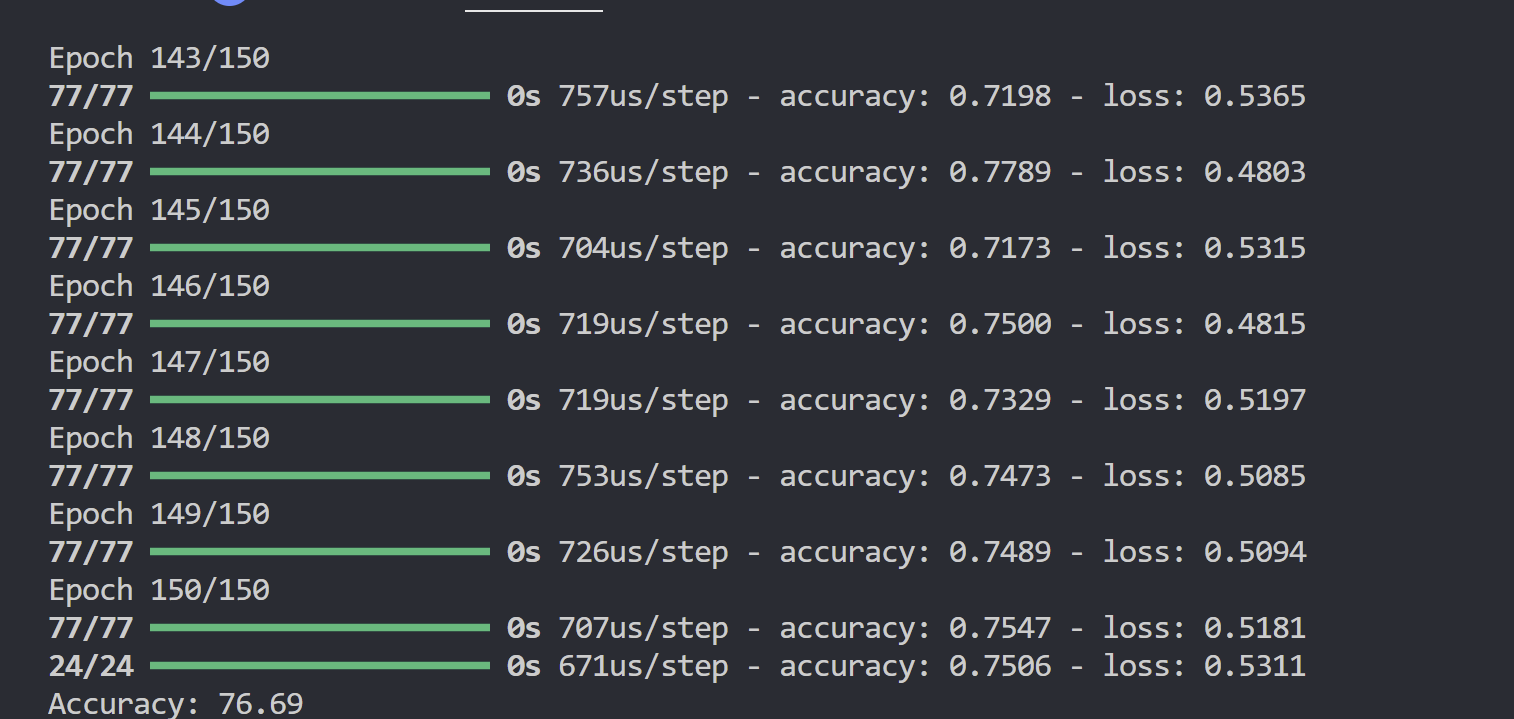 Epoch 143/150
77/77 0s 757us/step - accuracy: 0.7198 - loss: 0.5365
Epoch 144/150
77/77 0s 736us/step - accuracy: 0.7789 - loss: 0.4803
Epoch 145/150
77/77 0s 704us/step - accuracy: 0.7173 - loss: 0.5315
Epoch 146/150
77/77 0s 719us/step - accuracy: 0.7500 - loss: 0.4815
Epoch 147/150
77/77 0s 719us/step - accuracy: 0.7329 - loss: 0.5197
Epoch 148/150
77/77 0s 753us/step - accuracy: 0.7473 - loss: 0.5085
Epoch 149/150
77/77 0s 726us/step - accuracy: 0.7489 - loss: 0.5094
Epoch 150/150
77/77 0s 707us/step - accuracy: 0.7547 - loss: 0.5181
24/24 0s 671us/step - accuracy: 0.7506 - loss: 0.5311
Accuracy: 76.69